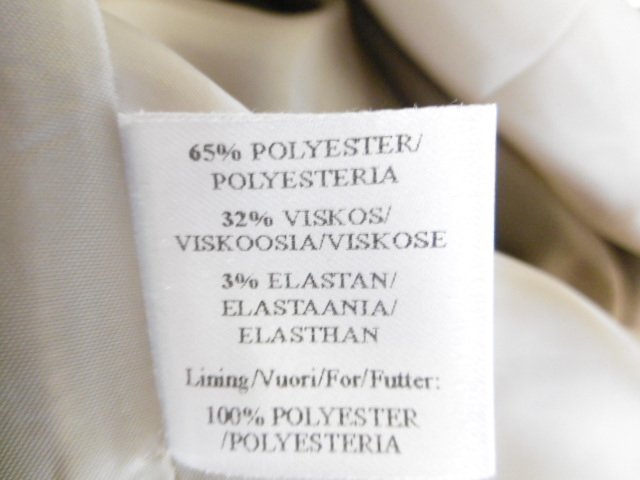 65% POLYESTER/
POLYESTERIA
32% VISKOS/
VISKOOSIA/VISKOSE
3% ELASTAN/
ELASTAANIA/
ELASTHAN
Lining/Vuori/For/Futter:
100% POLYESTER
/POLYESTERIA